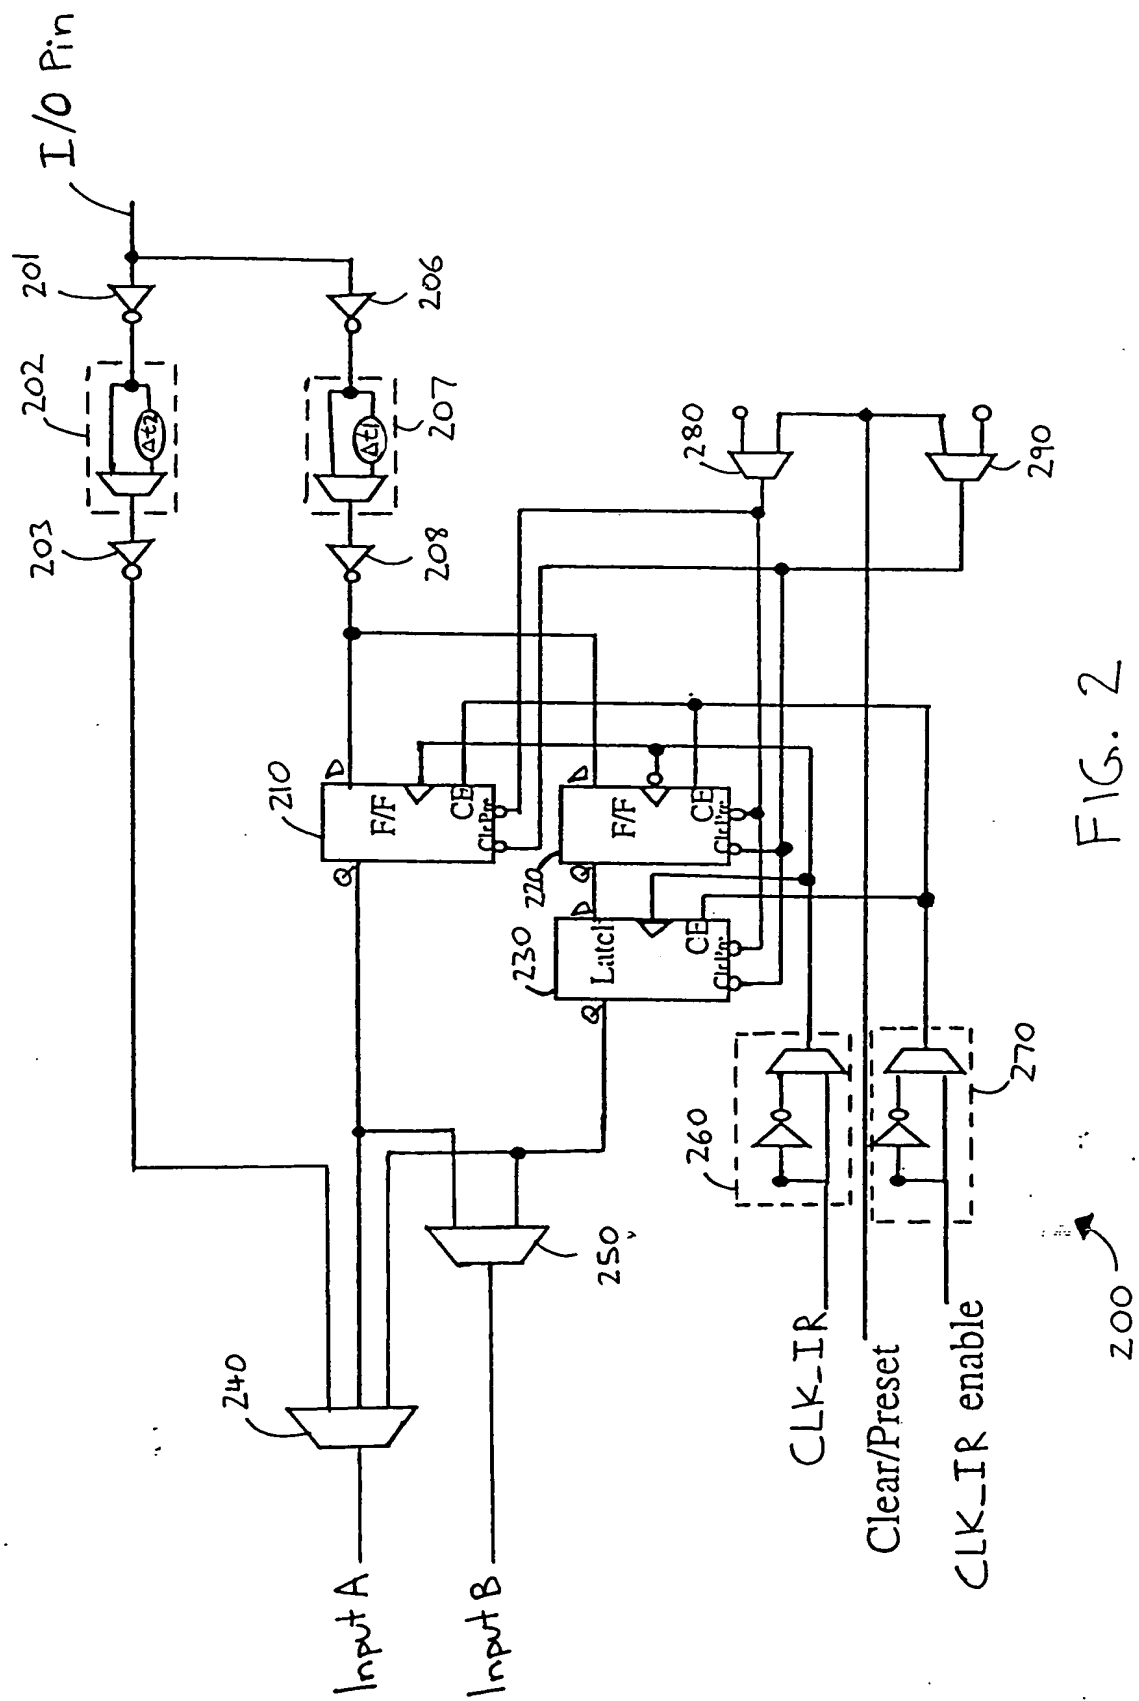 I/O Pin
201
202
203
206
Δt2
207
Δt1
208
280
290
210
D
F/F
CE
Clr Pre
Q
220
D
F/F
CE
Clr Pre
Q
230
D
Latch
CE
Clr Pre
Q
240
250
260
270
Input A
Input B
CLK_IR
Clear/Preset
CLK_IR enable
200
FIG. 2